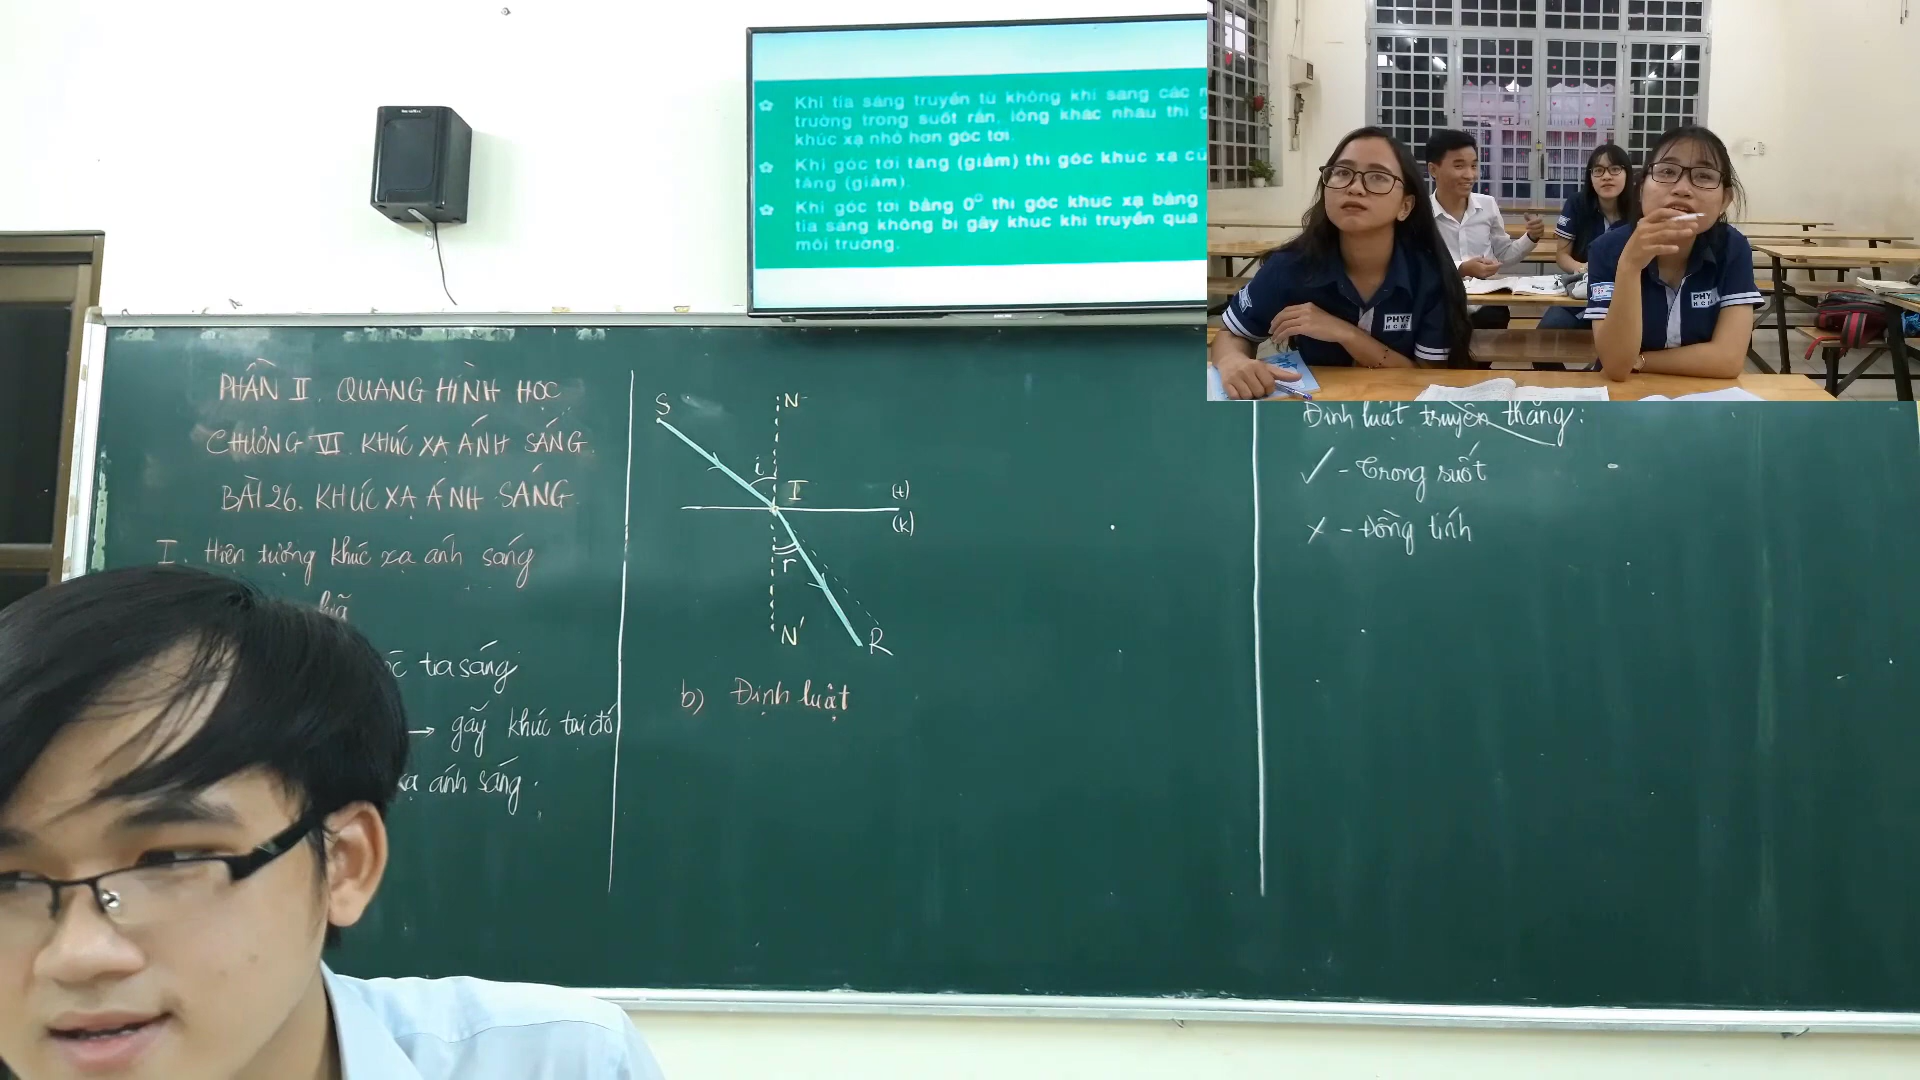 Khi tia sáng truyền từ không khí sang các
trường trong suốt rắn, lỏng khác nhau thì
khúc xạ nhỏ hơn góc tới.
Khi góc tới tăng (giảm) thì góc khúc xạ
tăng (giảm).
Khi góc tới bằng 0⁰ thì góc khúc xạ bằng
tia sáng không bị gãy khúc khi truyền qua
môi trường.
PHẦN II. QUANG HÌNH HỌC
CHƯƠNG VI. KHÚC XẠ ÁNH SÁNG.
BÀI 26. KHÚC XẠ ÁNH SÁNG
I. Hiện tượng khúc xạ ánh sáng
tia sáng
→ gãy khúc tại đó
xạ ánh sáng.
S
N
i
I
(t)
(k)
r
N'
R
b) Định luật
Định luật truyền thẳng:
✓ - Trong suốt
✗ - Đồng tính
PHYS
HCM
PHY
HCM